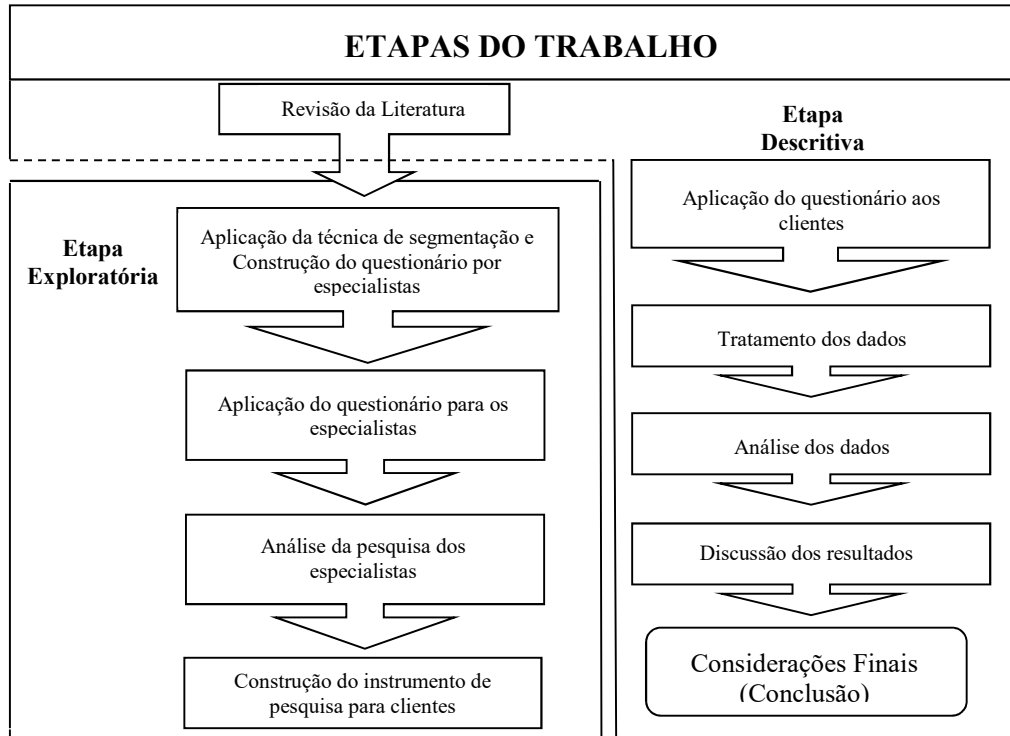 ETAPAS DO TRABALHO
Revisão da Literatura
Etapa
Exploratória
Aplicação da técnica de segmentação e
Construção do questionário por
especialistas
Aplicação do questionário para os
especialistas
Análise da pesquisa dos
especialistas
Construção do instrumento de
pesquisa para clientes
Etapa
Descritiva
Aplicação do questionário aos
clientes
Tratamento dos dados
Análise dos dados
Discussão dos resultados
Considerações Finais
(Conclusão)